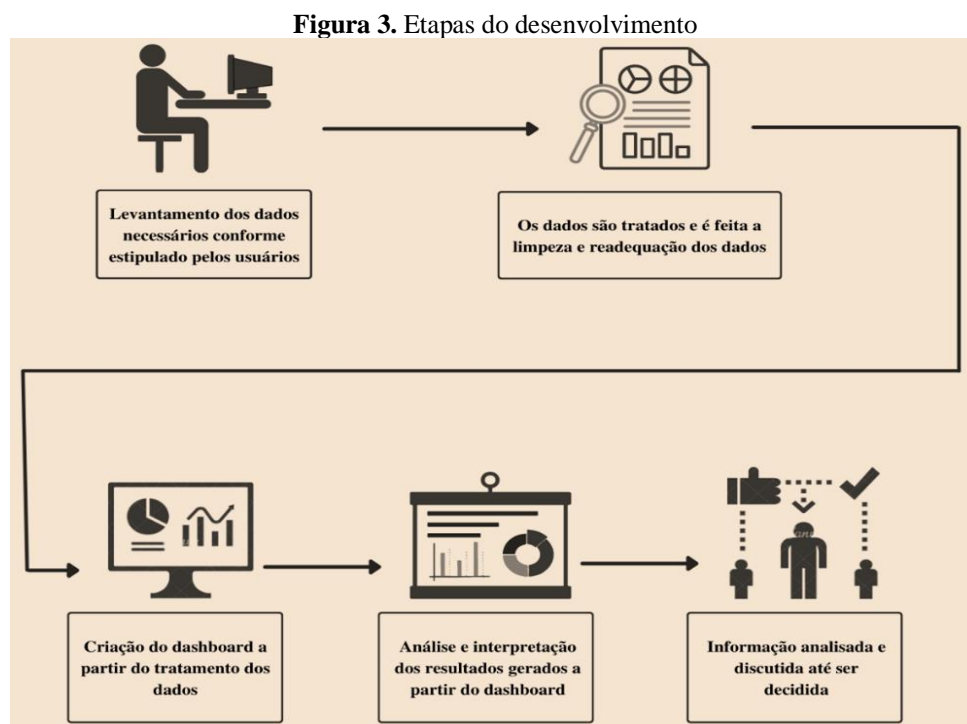 Figura 3. Etapas do desenvolvimento
Levantamento dos dados
necessários conforme
estipulado pelos usuários
Os dados são tratados e é feita a
limpeza e readequação dos dados
Criação do dashboard a
partir do tratamento dos
dados
Análise e interpretação
dos resultados gerados a
partir do dashboard
Informação analisada e
discutida até ser
decidida